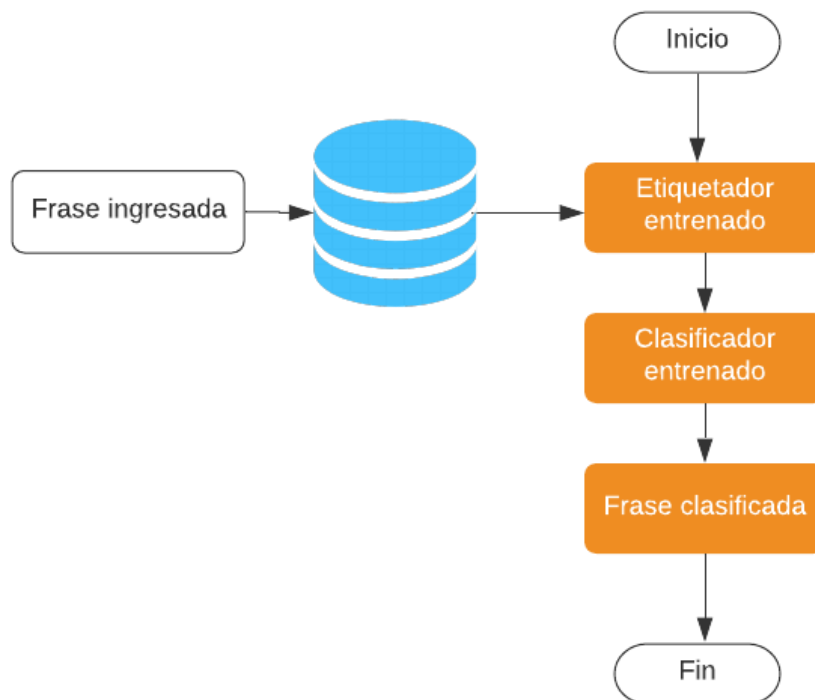 Inicio
Frase ingresada
Etiquetador
entrenado
Clasificador
entrenado
Frase clasificada
Fin